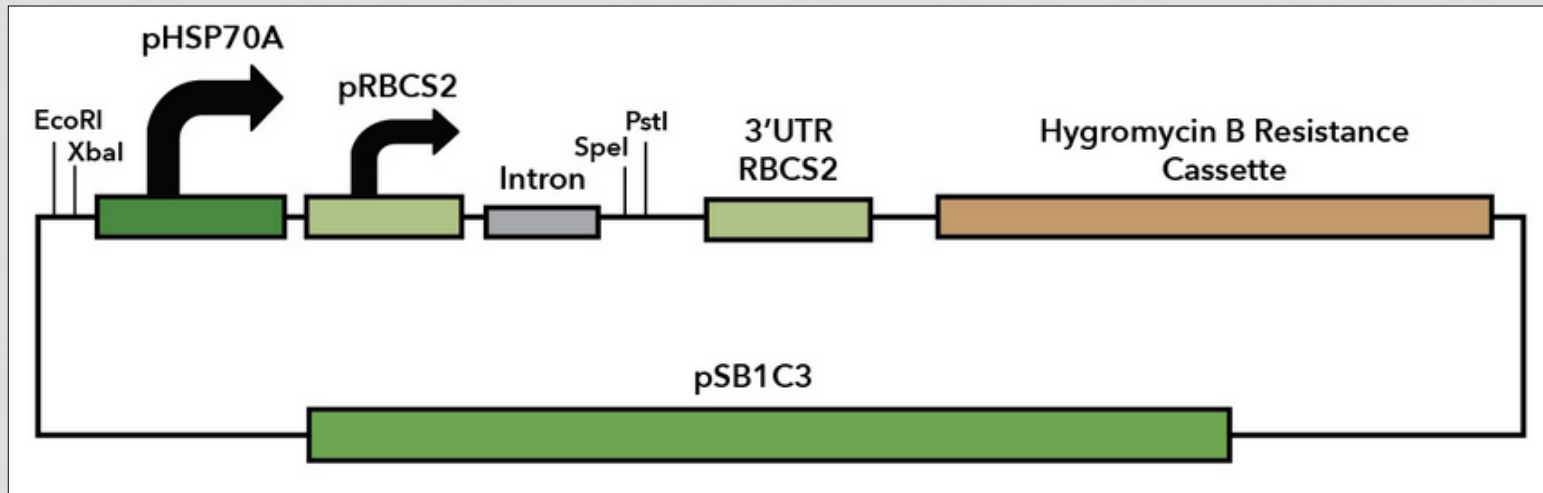 pHSP70A
pRBCS2
EcoRI
XbaI
Intron
SpeI
PstI
3'UTR
RBCS2
Hygromycin B Resistance
Cassette
pSB1C3